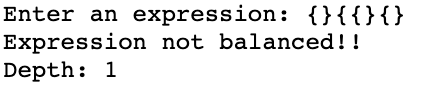 Enter an expression: {}{{}{}
Expression not balanced!!
Depth: 1